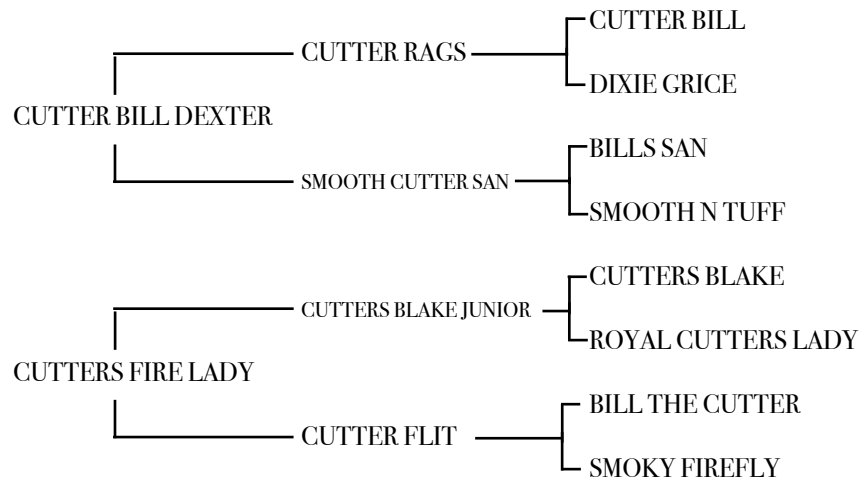 CUTTER BILL
CUTTER RAGS
DIXIE GRICE
CUTTER BILL DEXTER
BILLS SAN
SMOOTH CUTTER SAN
SMOOTH N TUFF
CUTTERS BLAKE
CUTTERS BLAKE JUNIOR
ROYAL CUTTERS LADY
CUTTERS FIRE LADY
BILL THE CUTTER
CUTTER FLIT
SMOKY FIREFLY